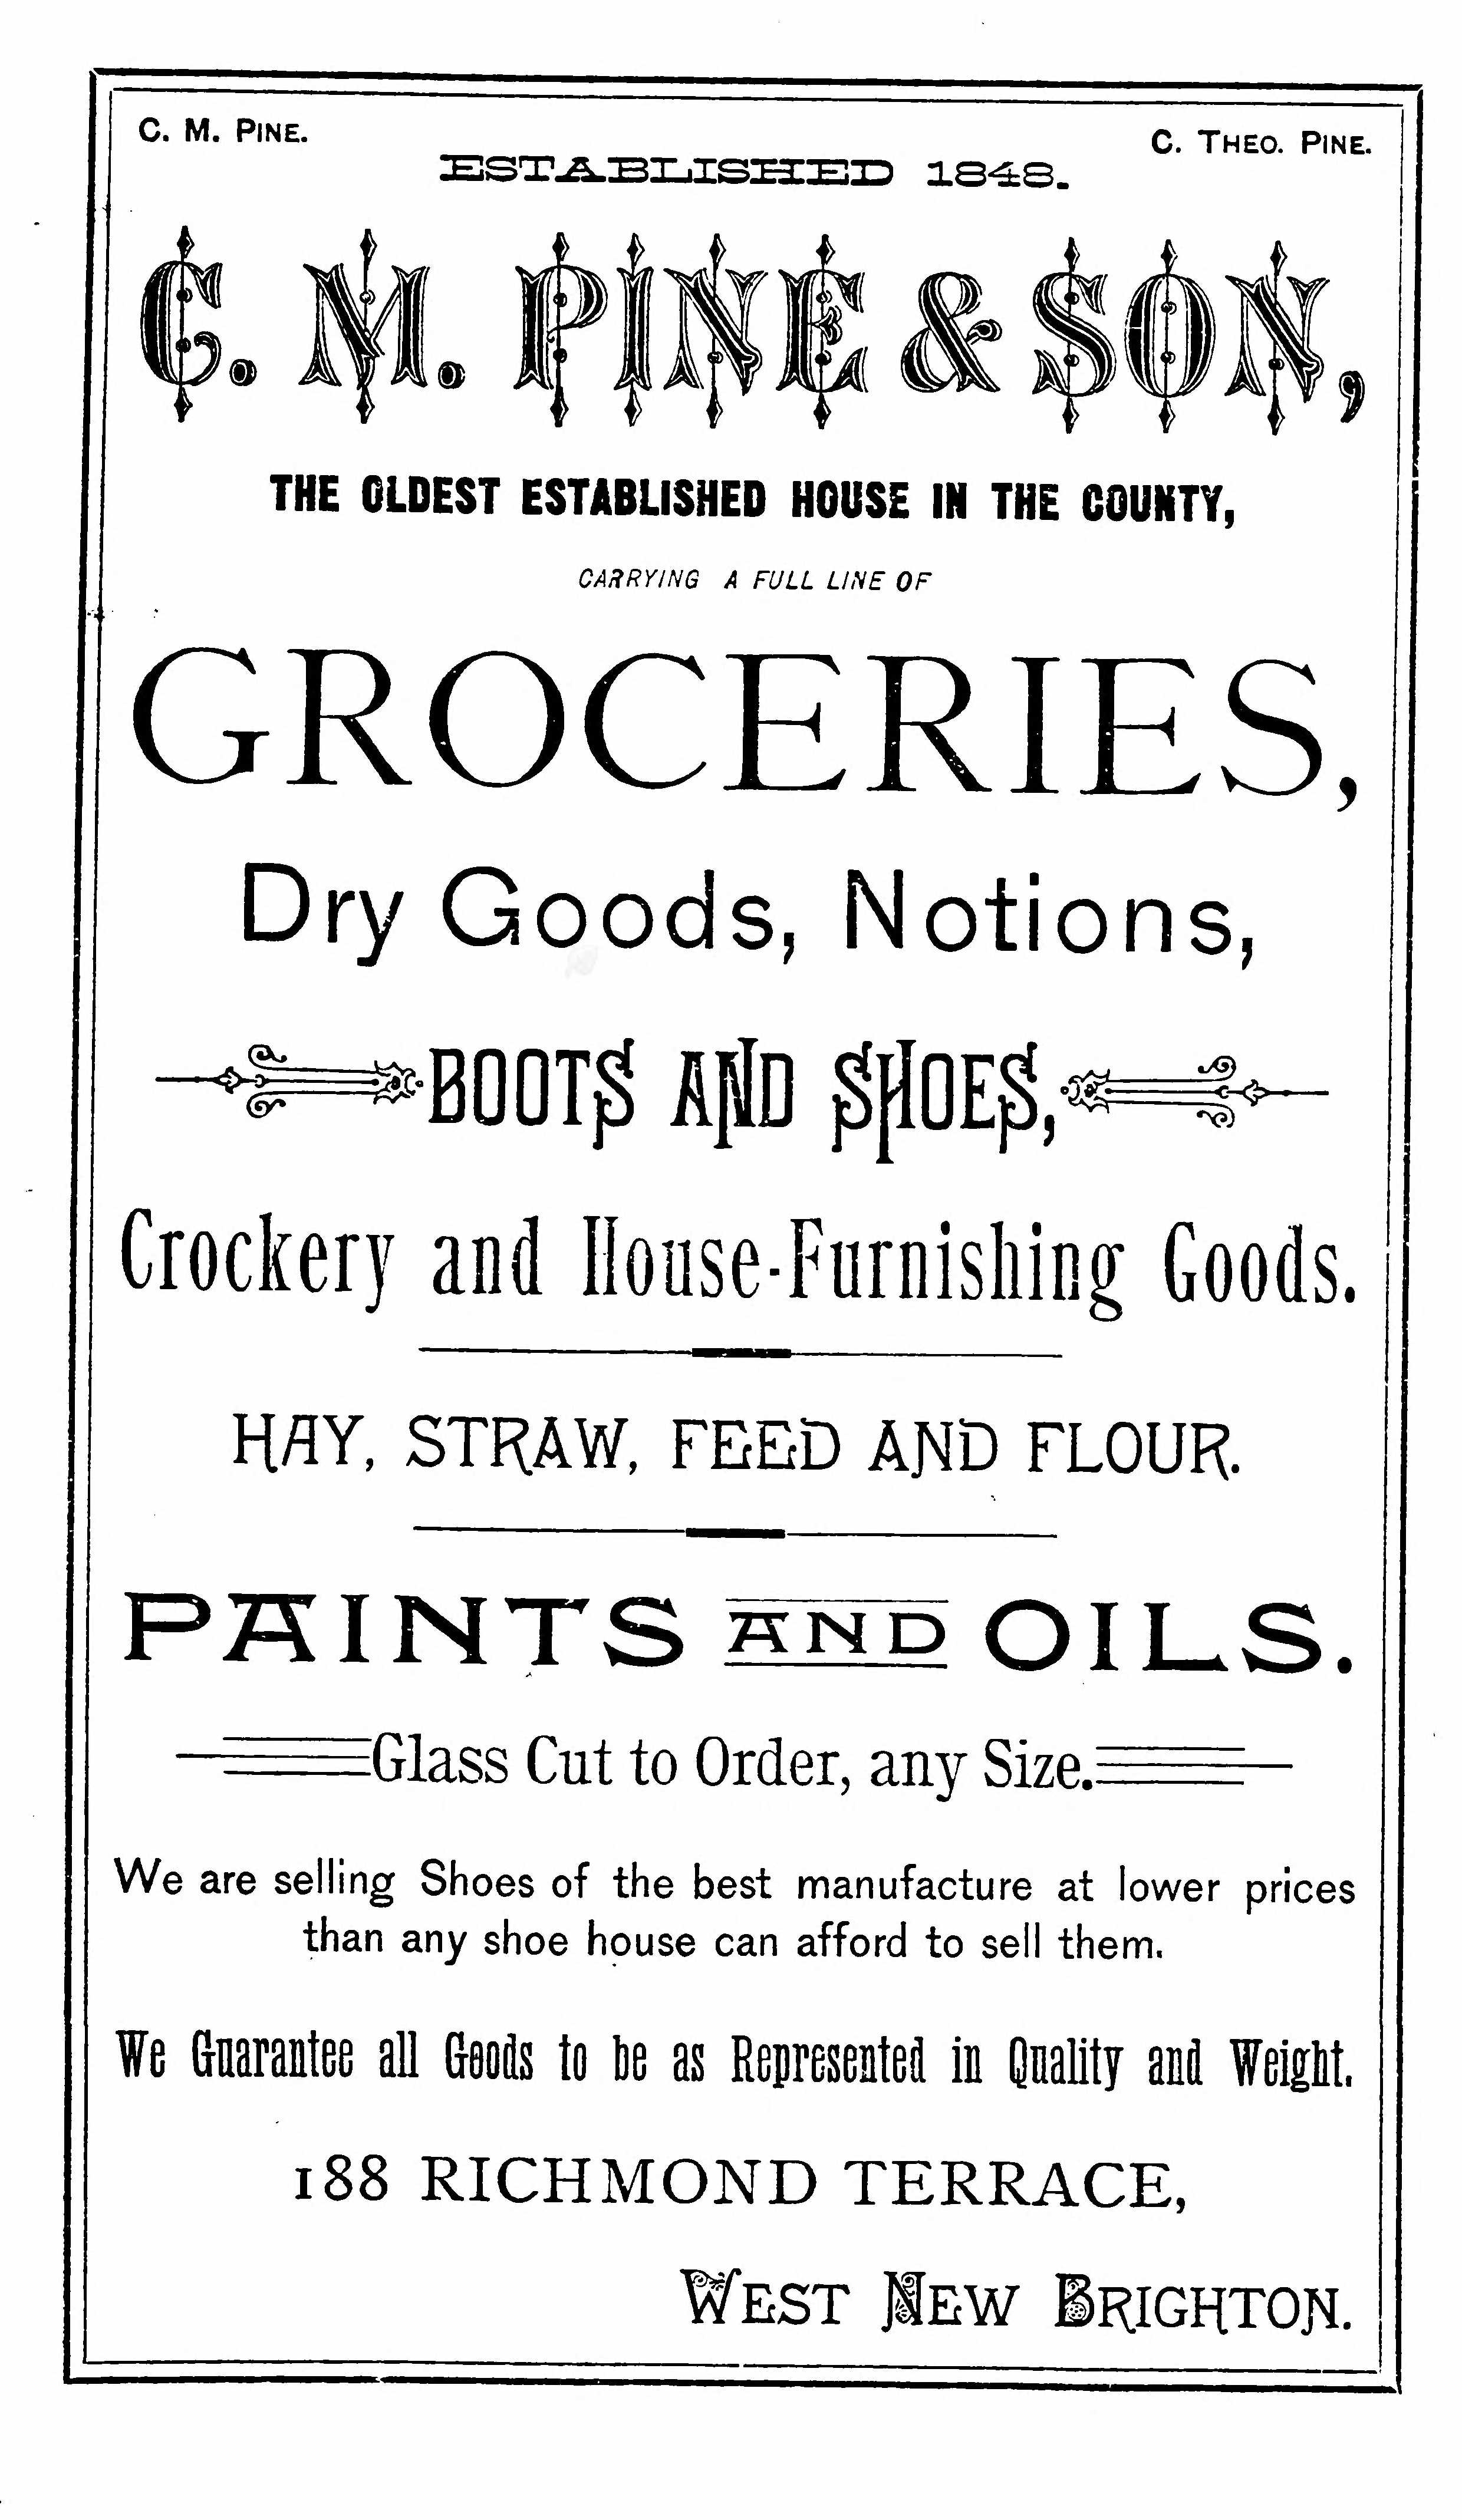 C. M. PINE. C. THEO. PINE.
ESTABLISHED 1848.
C. M. PINE & SON,
THE OLDEST ESTABLISHED HOUSE IN THE COUNTY,
CARRYING A FULL LINE OF
GROCERIES,
Dry Goods, Notions,
BOOTS AND SHOES,
Crockery and House-Furnishing Goods.
HAY, STRAW, FEED AND FLOUR.
PAINTS AND OILS.
Glass Cut to Order, any Size.
We are selling Shoes of the best manufacture at lower prices
than any shoe house can afford to sell them.
We Guarantee all Goods to be as Represented in Quality and Weight.
188 RICHMOND TERRACE,
WEST NEW BRIGHTON.